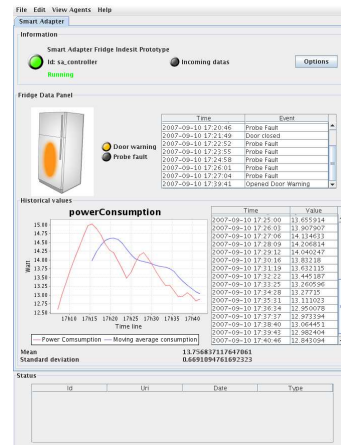 File Edit View Agents Help
Smart Adapter
Information
Smart Adapter Fridge Indesit Prototype
Id: sa_controller
Incoming datas
Options
Running
Fridge Data Panel
Door warning
Probe fault
Time Event
2007-09-10 17:20:46 Probe Fault
2007-09-10 17:21:49 Door closed
2007-09-10 17:22:52 Probe Fault
2007-09-10 17:23:55 Probe Fault
2007-09-10 17:24:58 Probe Fault
2007-09-10 17:26:01 Probe Fault
2007-09-10 17:27:04 Probe Fault
2007-09-10 17:39:41 Opened Door Warning
Historical values
powerConsumption
Watt
15.00
14.75
14.50
14.25
14.00
13.75
13.50
13.25
13.00
12.75
12.50
17h10 17h15 17h20 17h25 17h30 17h35 17h40
Time line
Power Comsumption Moving average consumption
Time Value
2007-09-10 17:25:00 13.655914
2007-09-10 17:26:03 13.907907
2007-09-10 17:27:06 14.134633
2007-09-10 17:28:09 14.206814
2007-09-10 17:29:12 14.040247
2007-09-10 17:30:16 13.83218
2007-09-10 17:31:19 13.632115
2007-09-10 17:32:22 13.445187
2007-09-10 17:33:25 13.260596
2007-09-10 17:34:28 13.27715
2007-09-10 17:35:31 13.111023
2007-09-10 17:36:34 12.950078
2007-09-10 17:37:37 12.973394
2007-09-10 17:38:40 13.064451
2007-09-10 17:39:43 12.982404
2007-09-10 17:40:46 12.843094
Mean 13.756837117647061
Standard deviation 0.6691094761692323
Status
Id Uri Date Type